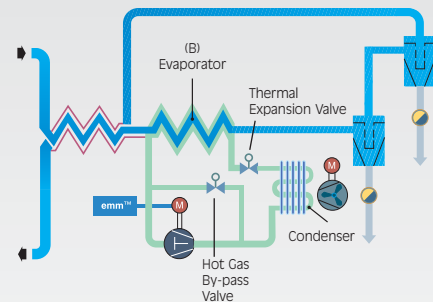 (B)
Evaporator
Thermal
Expansion Valve
M
emm™
M
Condenser
Hot Gas
By-pass
Valve